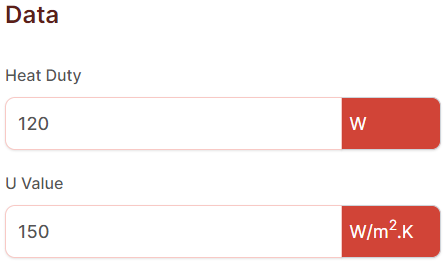 Data
Heat Duty
120 W
U Value
150 W/m².K